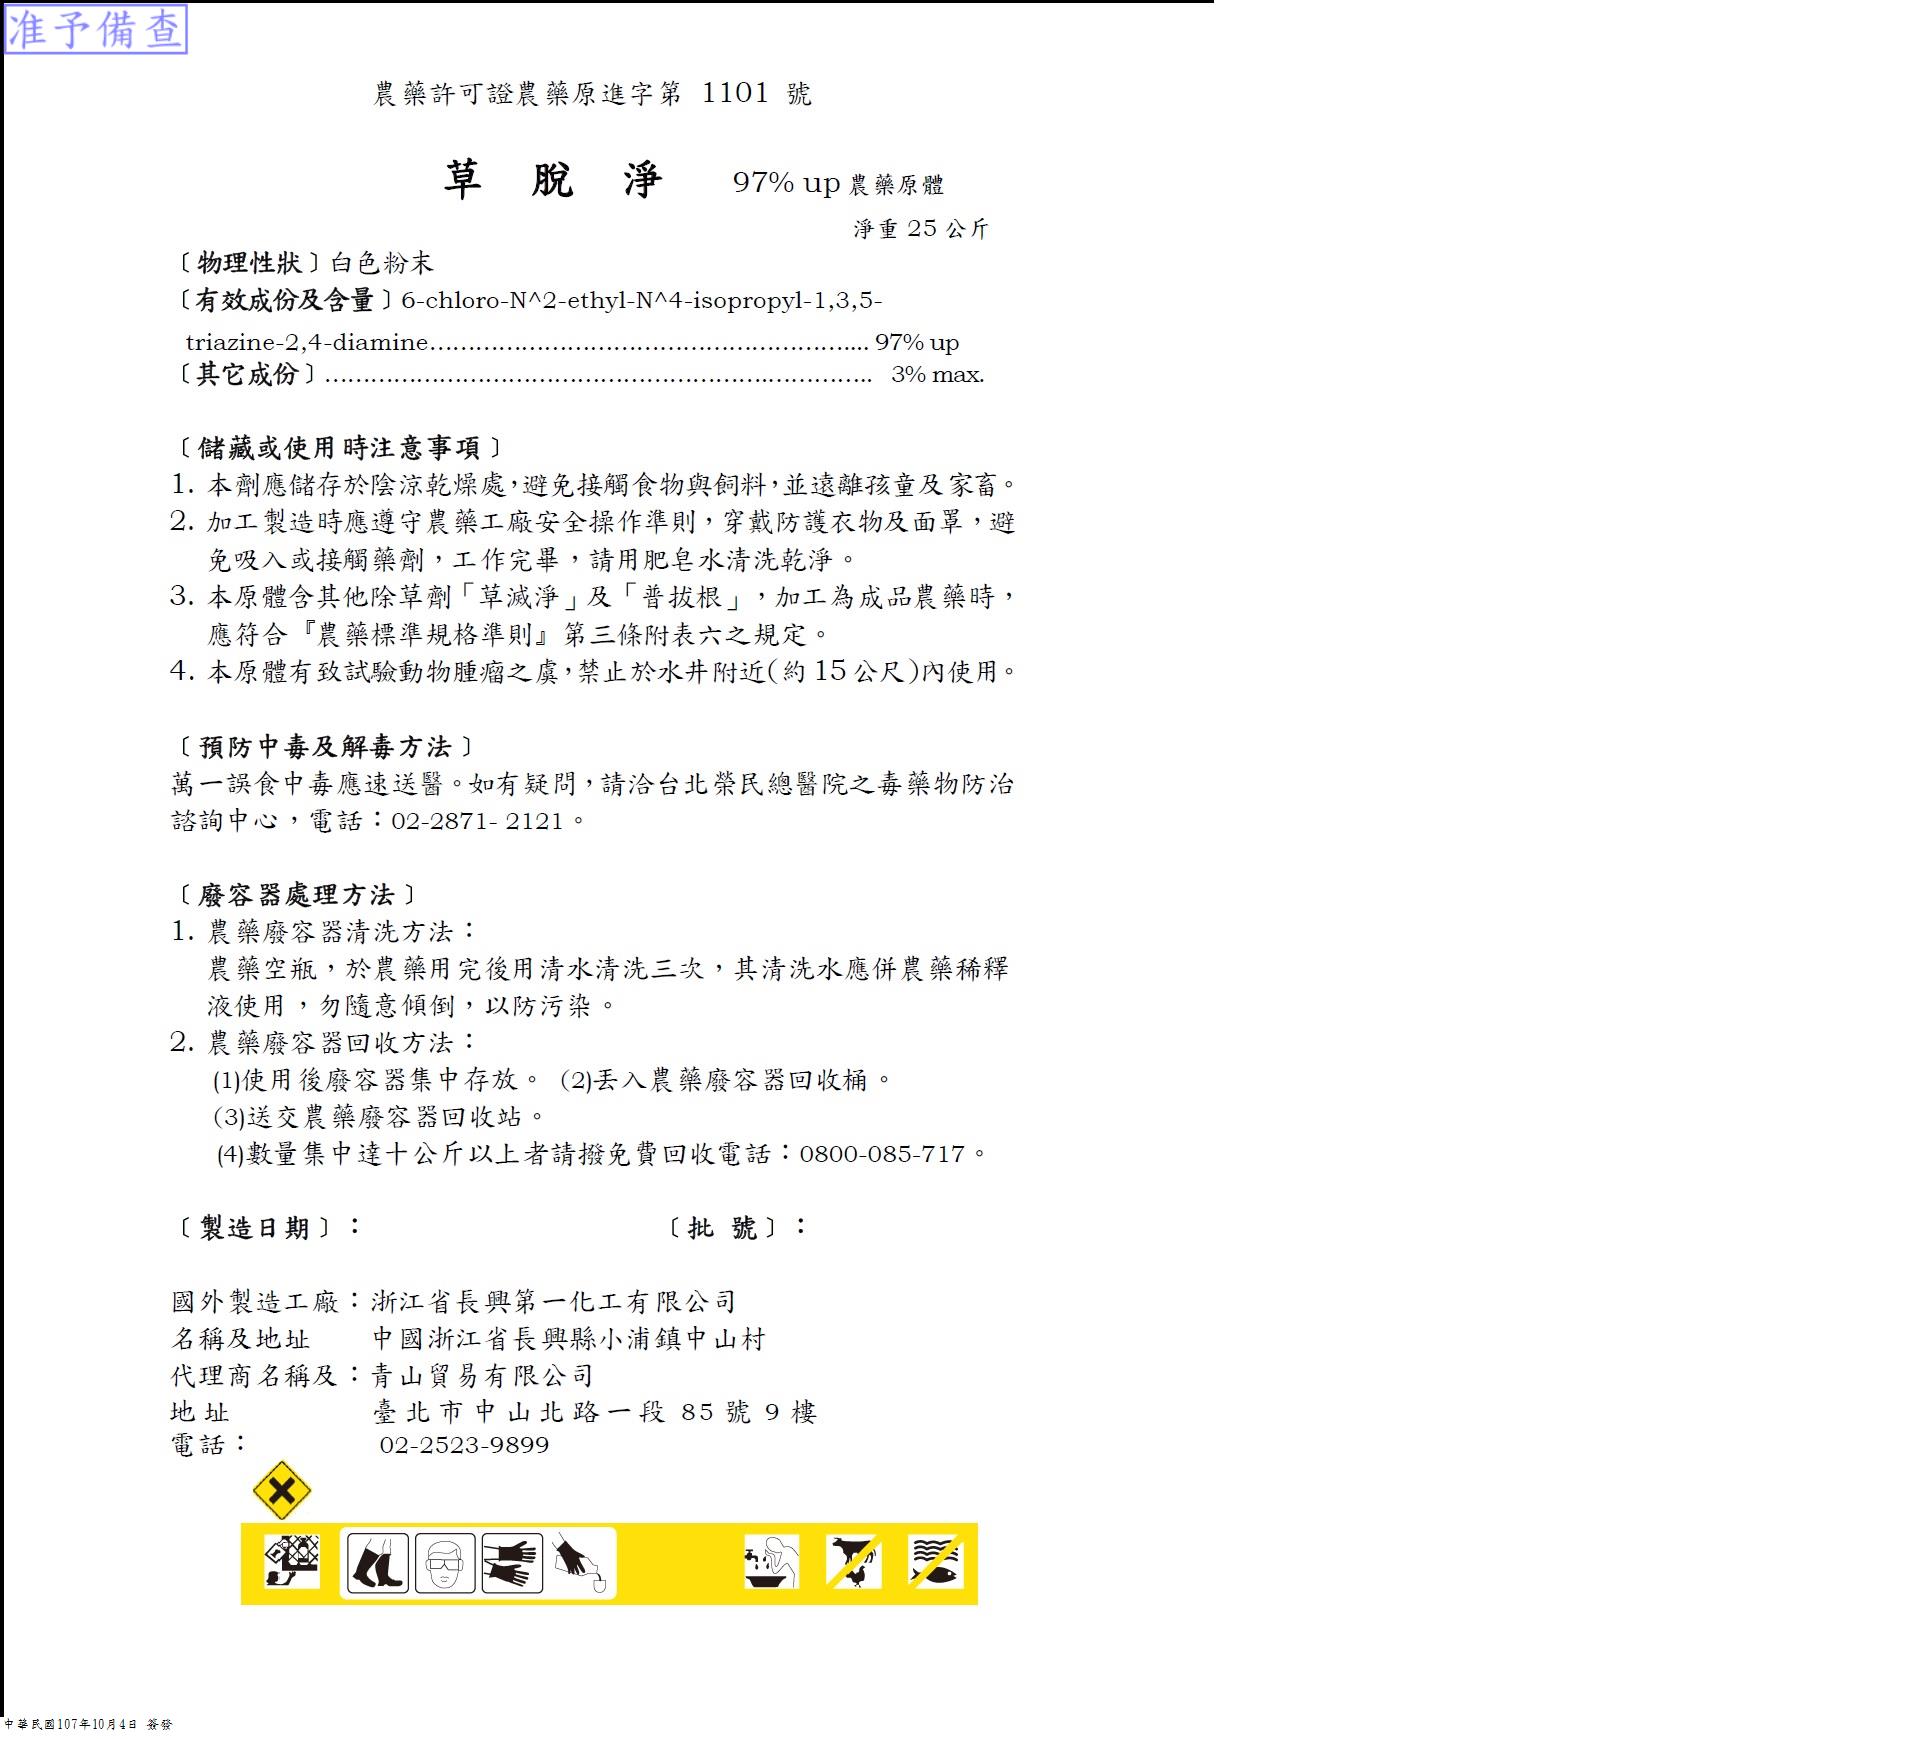 准予備查
農藥許可證農藥原進字第 1101 號
草 脫 淨 97% up 農藥原體
淨重 25 公斤
〔物理性狀〕白色粉末
〔有效成份及含量〕6-chloro-N^2-ethyl-N^4-isopropyl-1,3,5-
triazine-2,4-diamine……………………………………………….... 97% up
〔其它成份〕………………………………………………….………….. 3% max.
〔儲藏或使用時注意事項〕
1. 本劑應儲存於陰涼乾燥處，避免接觸食物與飼料，並遠離孩童及家畜。
2. 加工製造時應遵守農藥工廠安全操作準則，穿戴防護衣物及面罩，避
免吸入或接觸藥劑，工作完畢，請用肥皂水清洗乾淨。
3. 本原體含其他除草劑「草滅淨」及「普拔根」，加工為成品農藥時，
應符合『農藥標準規格準則』第三條附表六之規定。
4. 本原體有致試驗動物腫瘤之虞，禁止於水井附近(約 15 公尺)內使用。
〔預防中毒及解毒方法〕
萬一誤食中毒應速送醫。如有疑問，請洽台北榮民總醫院之毒藥物防治
諮詢中心，電話：02-2871- 2121。
〔廢容器處理方法〕
1. 農藥廢容器清洗方法：
農藥空瓶，於農藥用完後用清水清洗三次，其清洗水應併農藥稀釋
液使用，勿隨意傾倒，以防污染。
2. 農藥廢容器回收方法：
(1)使用後廢容器集中存放。 (2)丟入農藥廢容器回收桶。
(3)送交農藥廢容器回收站。
(4)數量集中達十公斤以上者請撥免費回收電話：0800-085-717。
〔製造日期〕： 〔批 號〕：
國外製造工廠：浙江省長興第一化工有限公司
名稱及地址 中國浙江省長興縣小浦鎮中山村
代理商名稱及：青山貿易有限公司
地址 臺北市中山北路一段 85 號 9 樓
電話： 02-2523-9899
中華民國107年10月4日 簽發